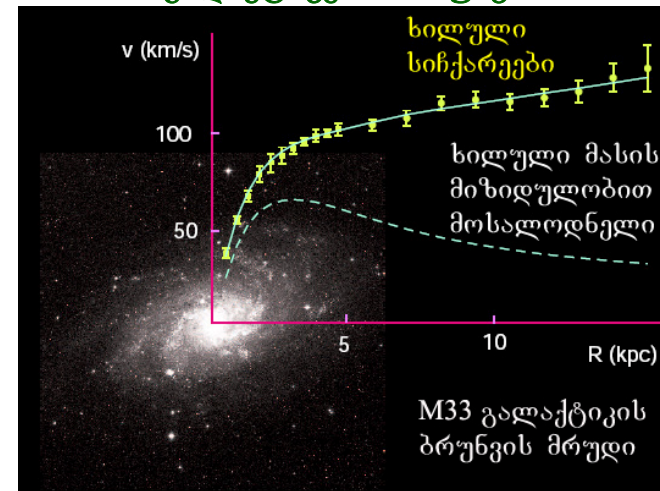 v (km/s)
ხილული
სიჩქარეები
100
ხილული მასის
მიზიდულობით
მოსალოდნელი
50
5
10
R (kpc)
M33 გალაქტიკის
ბრუნვის მრუდი